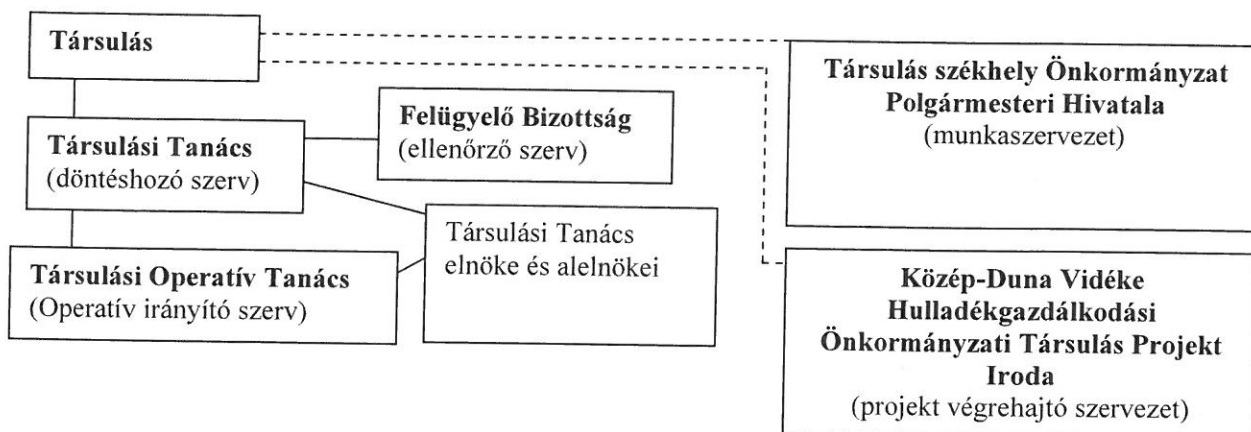 Társulás
Társulás székhely Önkormányzat
Polgármesteri Hivatala
(munkaszervezet)
Felügyelő Bizottság
(ellenőrző szerv)
Társulási Tanács
(döntéshozó szerv)
Társulási Tanács
elnöke és alelnökei
Társulási Operatív Tanács
(Operatív irányító szerv)
Közép-Duna Vidéke
Hulladékgazdálkodási
Önkormányzati Társulás Projekt
Iroda
(projekt végrehajtó szervezet)